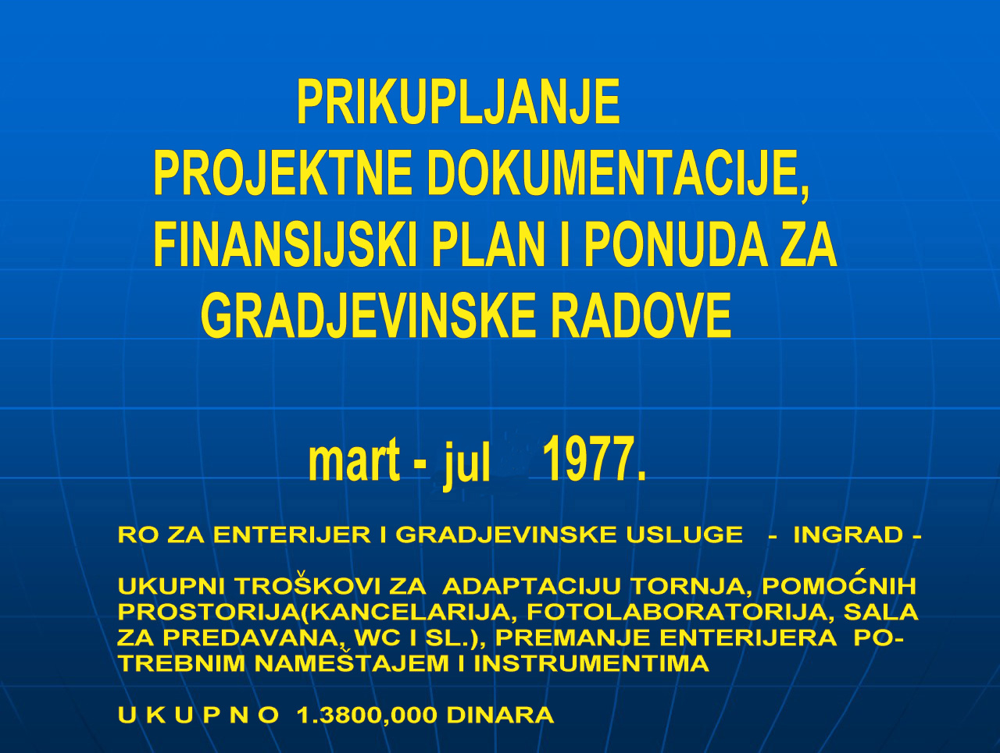 PRIKUPLJANJE
PROJEKTNE DOKUMENTACIJE,
FINANSIJSKI PLAN I PONUDA ZA
GRADJEVINSKE RADOVE
mart - jul 1977.
RO ZA ENTERIJER I GRADJEVINSKE USLUGE - INGRAD -
UKUPNI TROŠKOVI ZA ADAPTACIJU TORNJA, POMOĆNIH
PROSTORIJA(KANCELARIJA, FOTOLABORATORIJA, SALA
ZA PREDAVANA, WC I SL.), PREMANJE ENTERIJERA PO-
TREBNIM NAMEŠTAJEM I INSTRUMENTIMA
U K U P N O 1.3800,000 DINARA